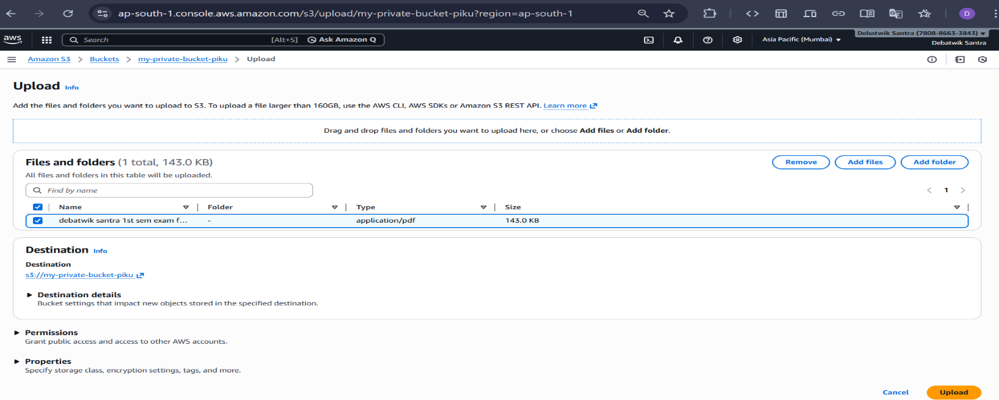 ap-south-1.console.aws.amazon.com/s3/upload/my-private-bucket-piku?region=ap-south-1
D
aws
Search
[Alt+S]
Ask Amazon Q
Asia Pacific (Mumbai)
Debatwik Santra (7808-8663-3843)
Debatwik Santra
Amazon S3 > Buckets > my-private-bucket-piku > Upload
Upload Info
Add the files and folders you want to upload to S3. To upload a file larger than 160GB, use the AWS CLI, AWS SDKs or Amazon S3 REST API. Learn more
Drag and drop files and folders you want to upload here, or choose Add files or Add folder.
Files and folders (1 total, 143.0 KB)
Remove
Add files
Add folder
All files and folders in this table will be uploaded.
Find by name
1
Name Folder Type Size
debatwik santra 1st sem exam f... - application/pdf 143.0 KB
Destination Info
Destination
s3://my-private-bucket-piku
Destination details
Bucket settings that impact new objects stored in the specified destination.
Permissions
Grant public access and access to other AWS accounts.
Properties
Specify storage class, encryption settings, tags, and more.
Cancel
Upload